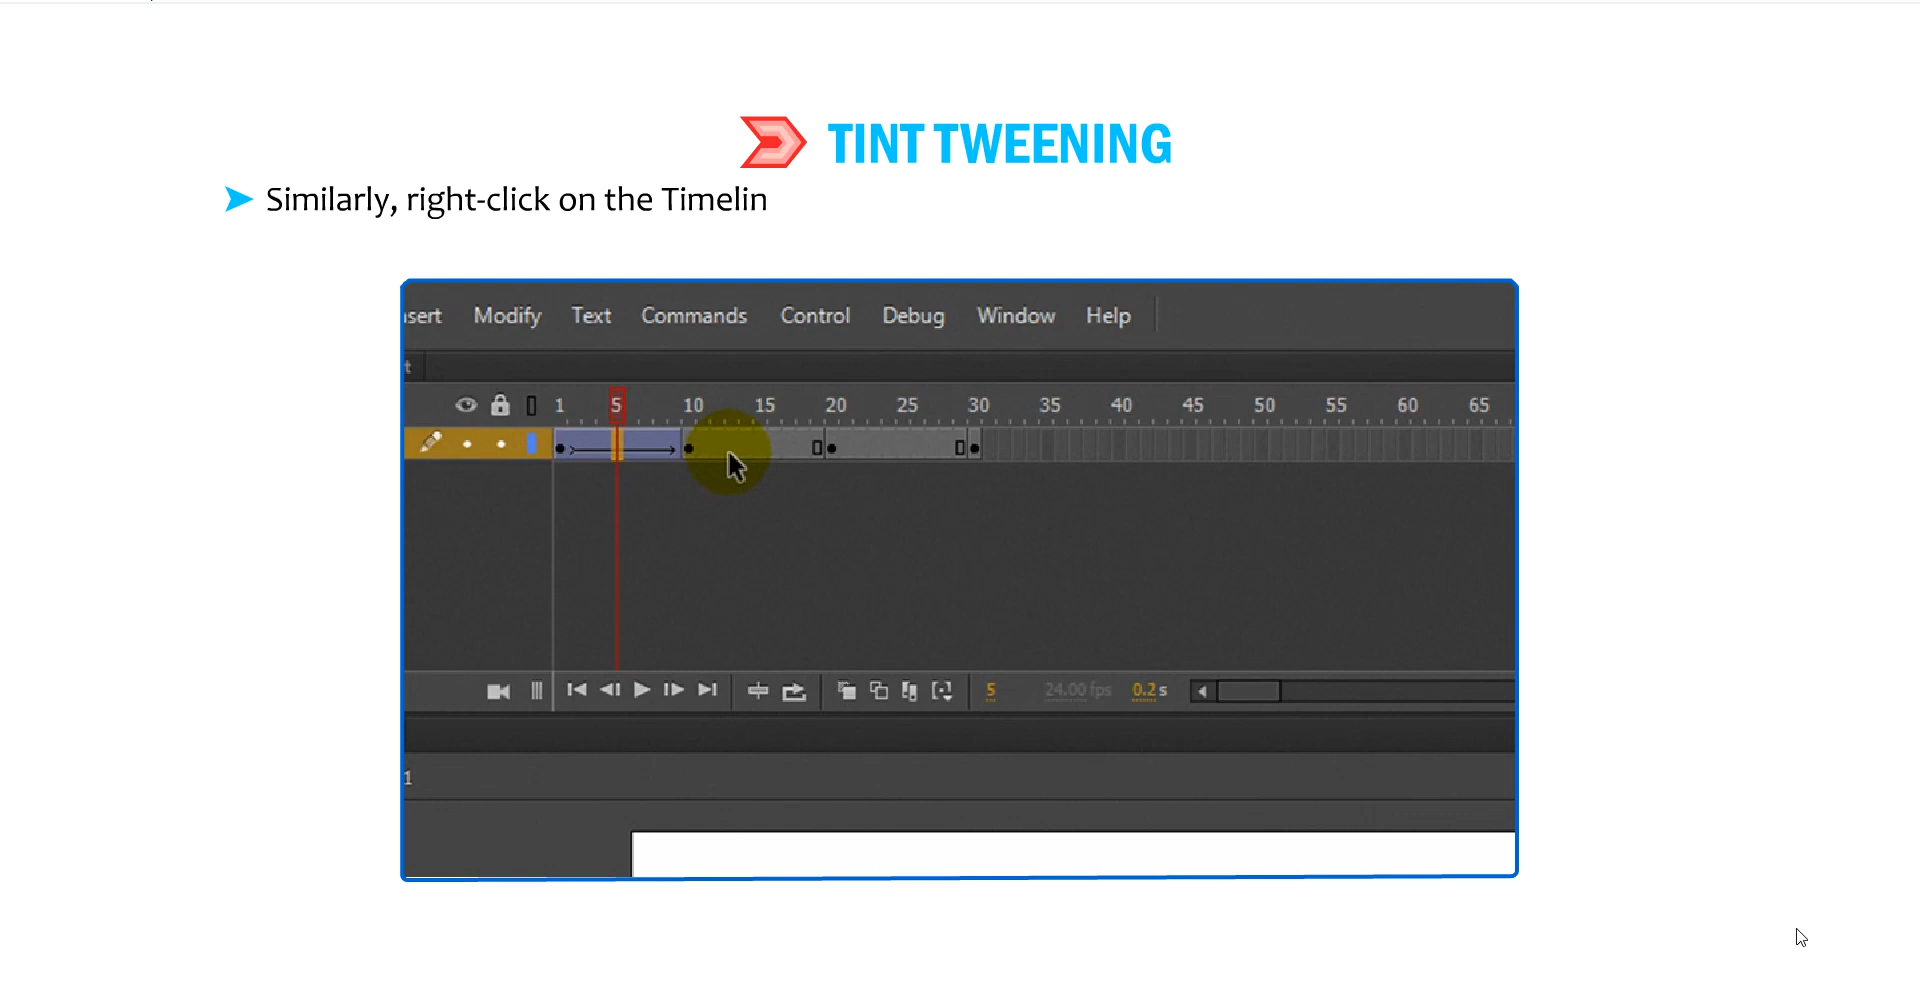 TINT TWEENING
Similarly, right-click on the Timelin
nsert Modify Text Commands Control Debug Window Help
t
1 5 10 15 20 25 30 35 40 45 50 55 60 65
5 24.00 fps 0.2 s
1